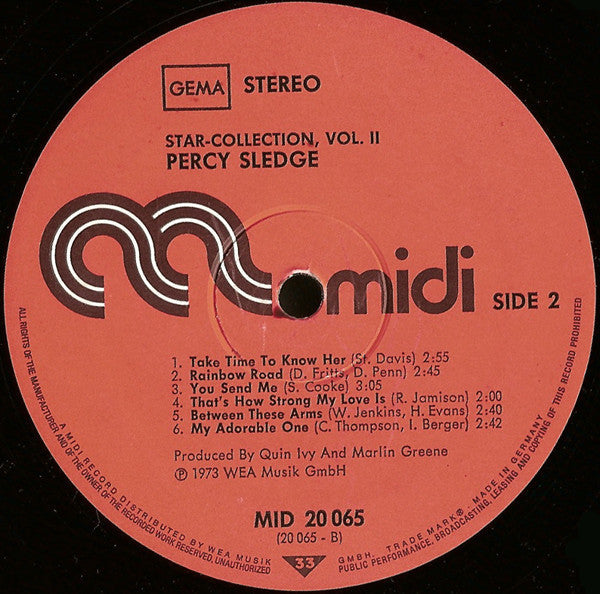 GEMA STEREO
STAR-COLLECTION, VOL. II
PERCY SLEDGE
midi
SIDE 2
1. Take Time To Know Her (St. Davis) 2:55
2. Rainbow Road (D. Fritts, D. Penn) 2:45
3. You Send Me (S. Cooke) 3:05
4. That's How Strong My Love Is (R. Jamison) 2:00
5. Between These Arms (W. Jenkins, H. Evans) 2:40
6. My Adorable One (C. Thompson, I. Berger) 2:42
Produced By Quin Ivy And Marlin Greene
℗ 1973 WEA Musik GmbH
MID 20 065
(20 065 - B)
33
ALL RIGHTS OF THE MANUFACTURER AND OF THE OWNER OF THE RECORDED WORK RESERVED, UNAUTHORIZED PUBLIC PERFORMANCE, BROADCASTING, LEASING AND COPYING OF THIS RECORD PROHIBITED
A MIDI RECORD DISTRIBUTED BY WEA MUSIK GMBH, TRADE MARK® MADE IN GERMANY